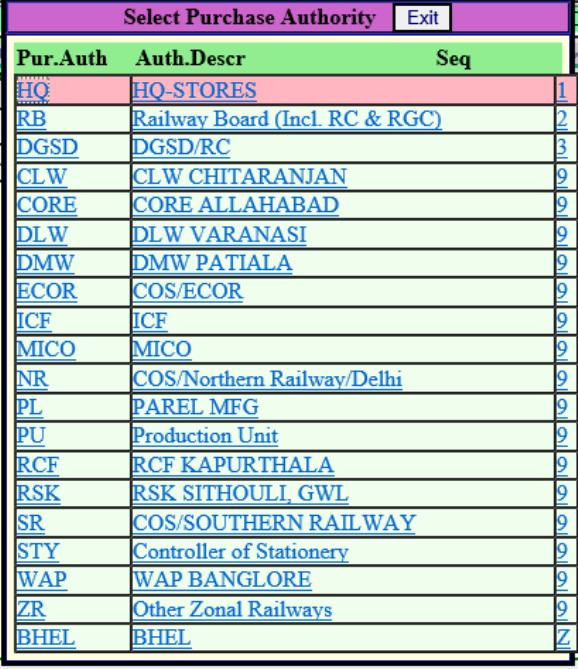 Select Purchase Authority Exit
Pur.Auth Auth.Descr Seq
HQ HQ-STORES 1
RB Railway Board (Incl. RC & RGC) 2
DGSD DGSD/RC 3
CLW CLW CHITARANJAN 9
CORE CORE ALLAHABAD 9
DLW DLW VARANASI 9
DMW DMW PATIALA 9
ECOR COS/ECOR 9
ICF ICF 9
MICO MICO 9
NR COS/Northern Railway/Delhi 9
PL PAREL MFG 9
PU Production Unit 9
RCF RCF KAPURTHALA 9
RSK RSK SITHOULI, GWL 9
SR COS/SOUTHERN RAILWAY 9
STY Controller of Stationery 9
WAP WAP BANGLORE 9
ZR Other Zonal Railways 9
BHEL BHEL Z